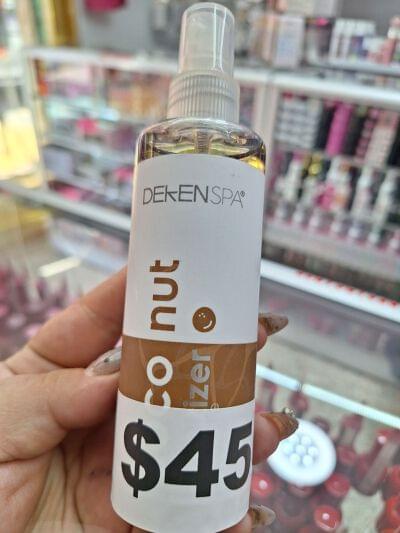 DEKENSPA®
co nut
izer
$45